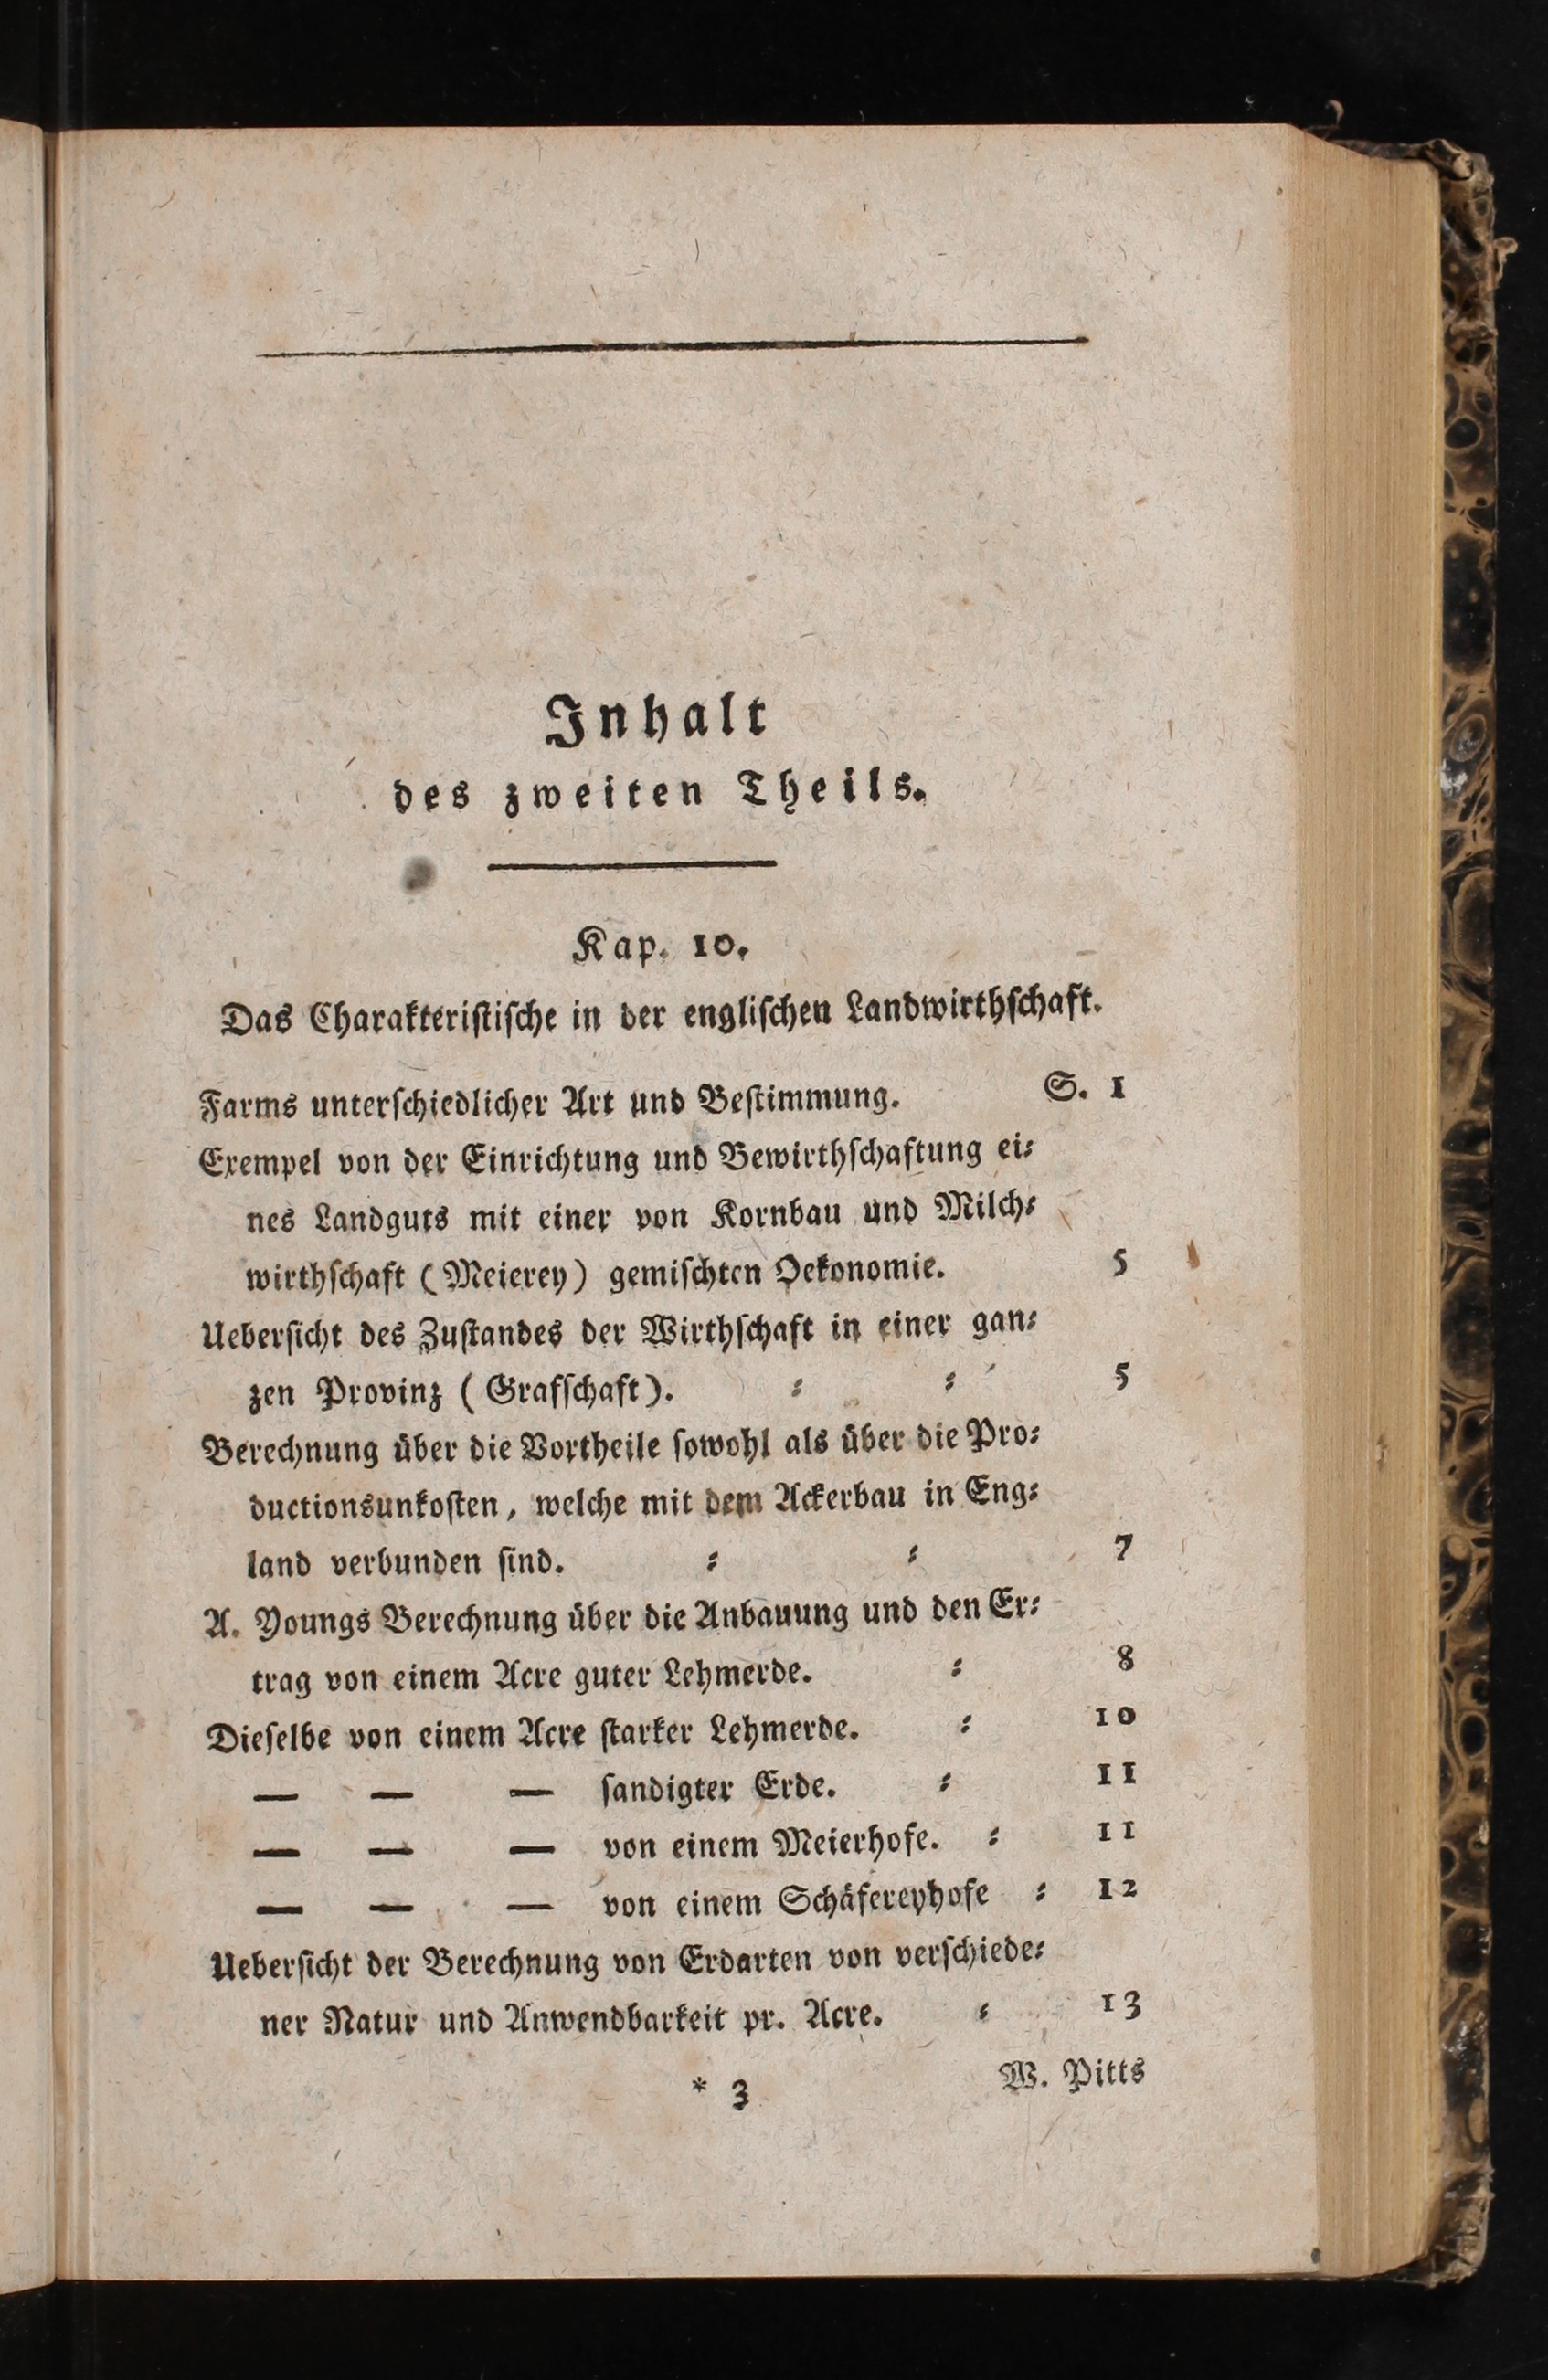 Inhalt
des zweiten Theils.
Kap. 10.
Das Charakteristische in der englischen Landwirthschaft.
Farms unterschiedlicher Art und Bestimmung. S. 1
Exempel von der Einrichtung und Bewirthschaftung ei⸗
nes Landguts mit einer von Kornbau und Milch⸗
wirthschaft (Meierey) gemischten Oekonomie. 5
Uebersicht des Zustandes der Wirthschaft in einer gan⸗
zen Provinz (Grafschaft). ⸗ ⸗ 5
Berechnung über die Vortheile sowohl als über die Pro⸗
ductionsunkosten, welche mit dem Ackerbau in Eng⸗
land verbunden sind. ⸗ ⸗ 7
A. Youngs Berechnung über die Anbauung und den Er⸗
trag von einem Acre guter Lehmerde. ⸗ 8
Dieselbe von einem Acre starker Lehmerde. ⸗ 10
— — — sandigter Erde. ⸗ 11
— — — von einem Meierhofe. ⸗ 11
— — — von einem Schäfereyhofe ⸗ 12
Uebersicht der Berechnung von Erdarten von verschiede⸗
ner Natur und Anwendbarkeit pr. Acre. ⸗ 13
* 3 W. Pitts